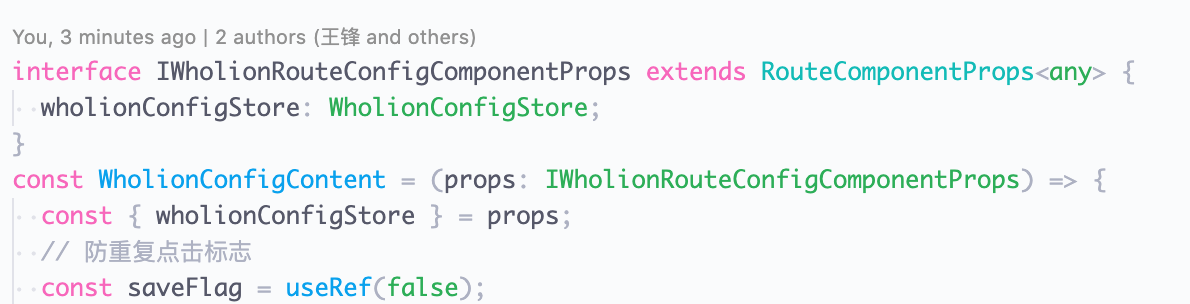 You, 3 minutes ago | 2 authors (王锋 and others)
interface IWholionRouteConfigComponentProps extends RouteComponentProps<any> {
  wholionConfigStore: WholionConfigStore;
}
const WholionConfigContent = (props: IWholionRouteConfigComponentProps) => {
  const { wholionConfigStore } = props;
  // 防重复点击标志
  const saveFlag = useRef(false);